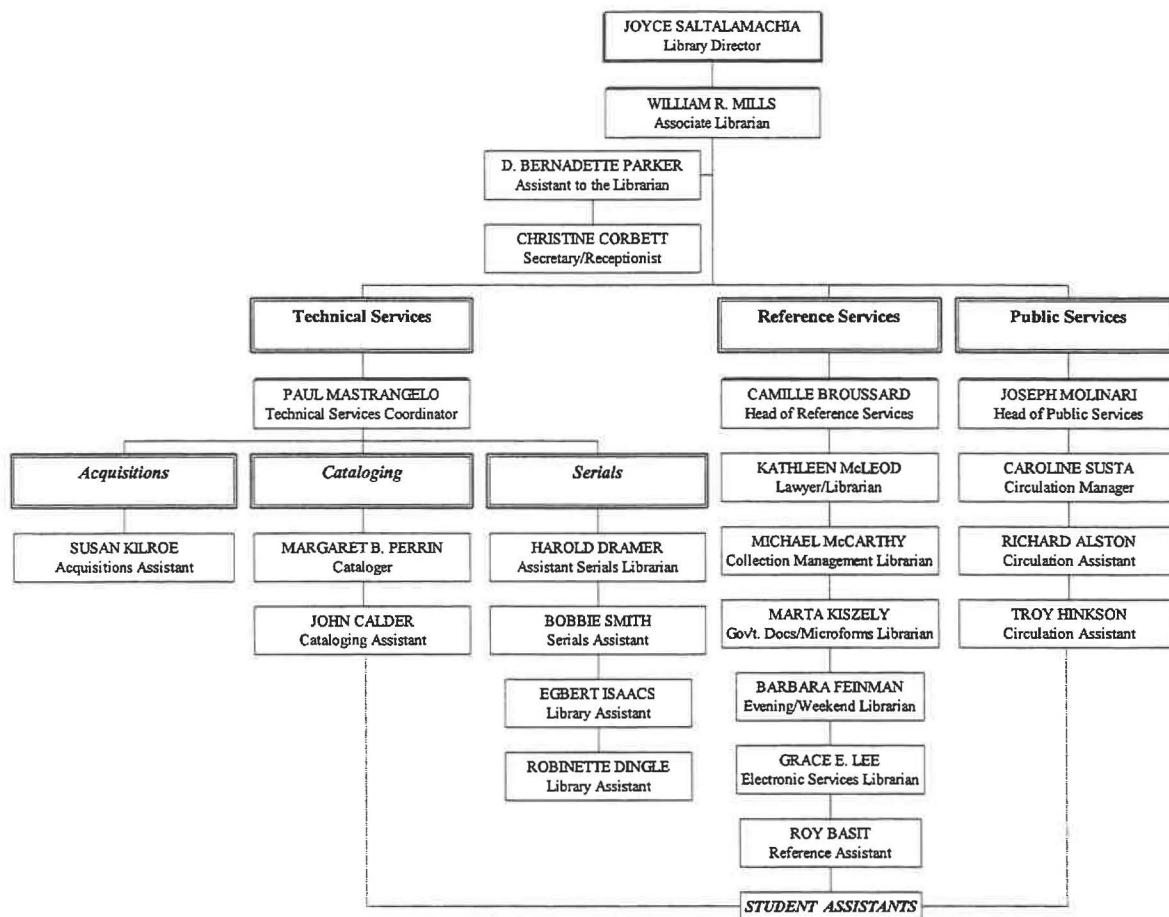 JOYCE SALTALAMACHIA
Library Director
WILLIAM R. MILLS
Associate Librarian
D. BERNADETTE PARKER
Assistant to the Librarian
CHRISTINE CORBETT
Secretary/Receptionist
Technical Services
Reference Services
Public Services
PAUL MASTRANGELO
Technical Services Coordinator
CAMILLE BROUSSARD
Head of Reference Services
JOSEPH MOLINARI
Head of Public Services
Acquisitions
Cataloging
Serials
KATHLEEN McLEOD
Lawyer/Librarian
CAROLINE SUSTA
Circulation Manager
SUSAN KILROE
Acquisitions Assistant
MARGARET B. PERRIN
Cataloger
HAROLD DRAMER
Assistant Serials Librarian
MICHAEL McCARTHY
Collection Management Librarian
RICHARD ALSTON
Circulation Assistant
JOHN CALDER
Cataloging Assistant
BOBBIE SMITH
Serials Assistant
MARTA KISZELY
Gov't. Docs/Microforms Librarian
TROY HINKSON
Circulation Assistant
EGBERT ISAACS
Library Assistant
BARBARA FEINMAN
Evening/Weekend Librarian
ROBINETTE DINGLE
Library Assistant
GRACE E. LEE
Electronic Services Librarian
ROY BASIT
Reference Assistant
STUDENT ASSISTANTS